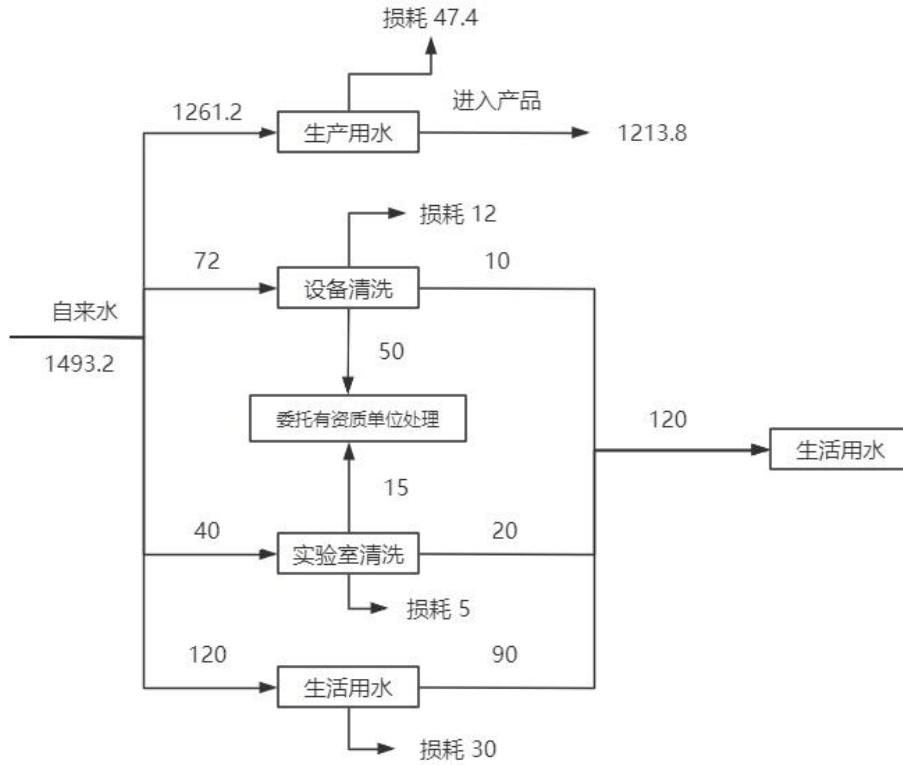 损耗 47.4
进入产品
1261.2
生产用水
1213.8
损耗 12
72
10
设备清洗
自来水
1493.2
50
委托有资质单位处理
120
生活用水
15
40
20
实验室清洗
损耗 5
120
90
生活用水
损耗 30